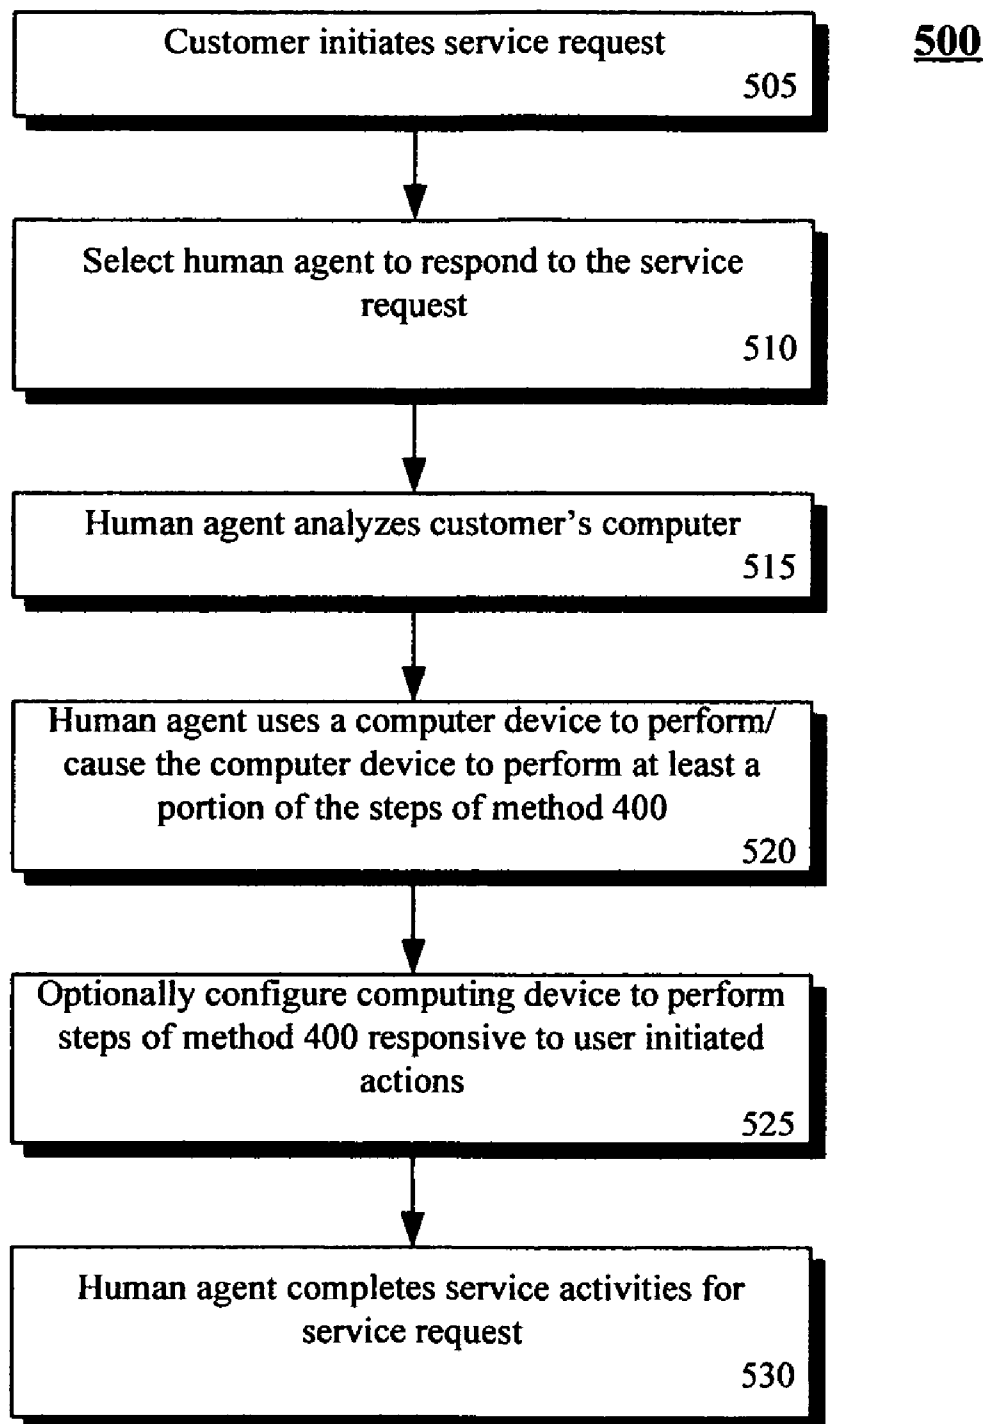 500
Customer initiates service request
505
Select human agent to respond to the service
request
510
Human agent analyzes customer’s computer
515
Human agent uses a computer device to perform/
cause the computer device to perform at least a
portion of the steps of method 400
520
Optionally configure computing device to perform
steps of method 400 responsive to user initiated
actions
525
Human agent completes service activities for
service request
530